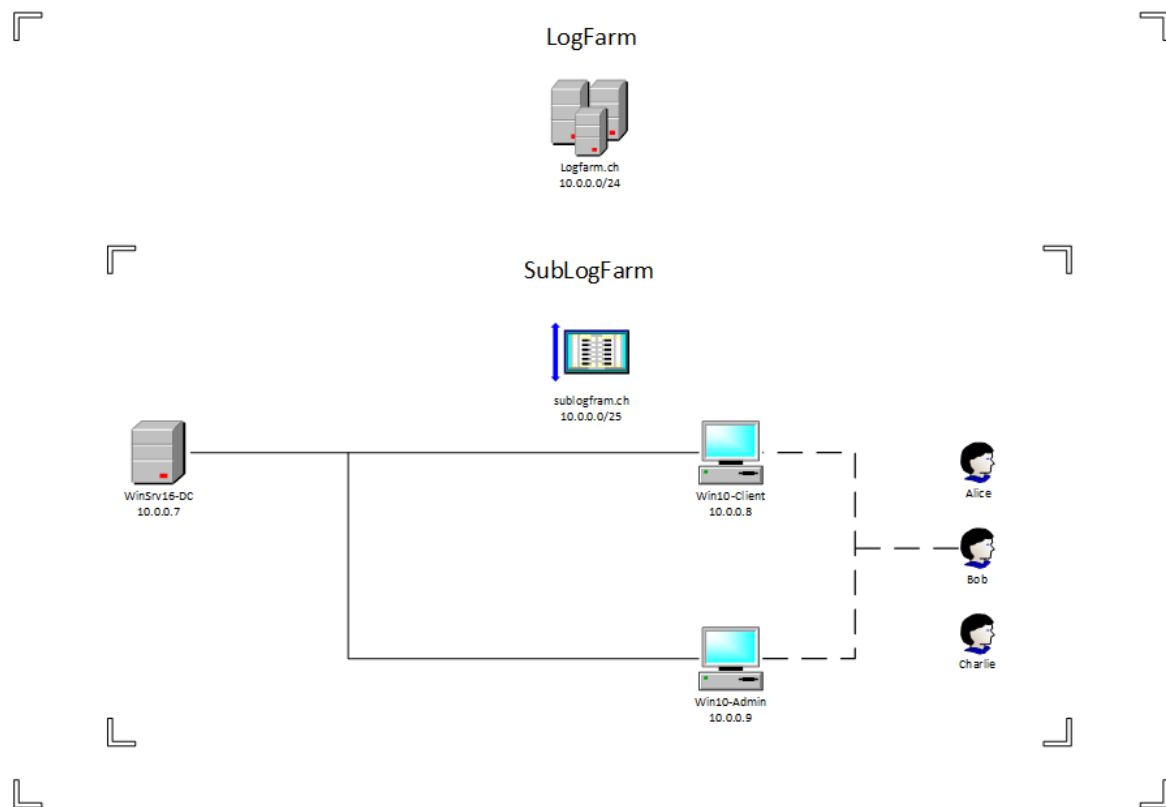 LogFarm
Logfarm.ch
10.0.0.0/24
SubLogFarm
sublogfram.ch
10.0.0.0/25
WinSrv16-DC
10.0.0.7
Win10-Client
10.0.0.8
Alice
Bob
Charlie
Win10-Admin
10.0.0.9